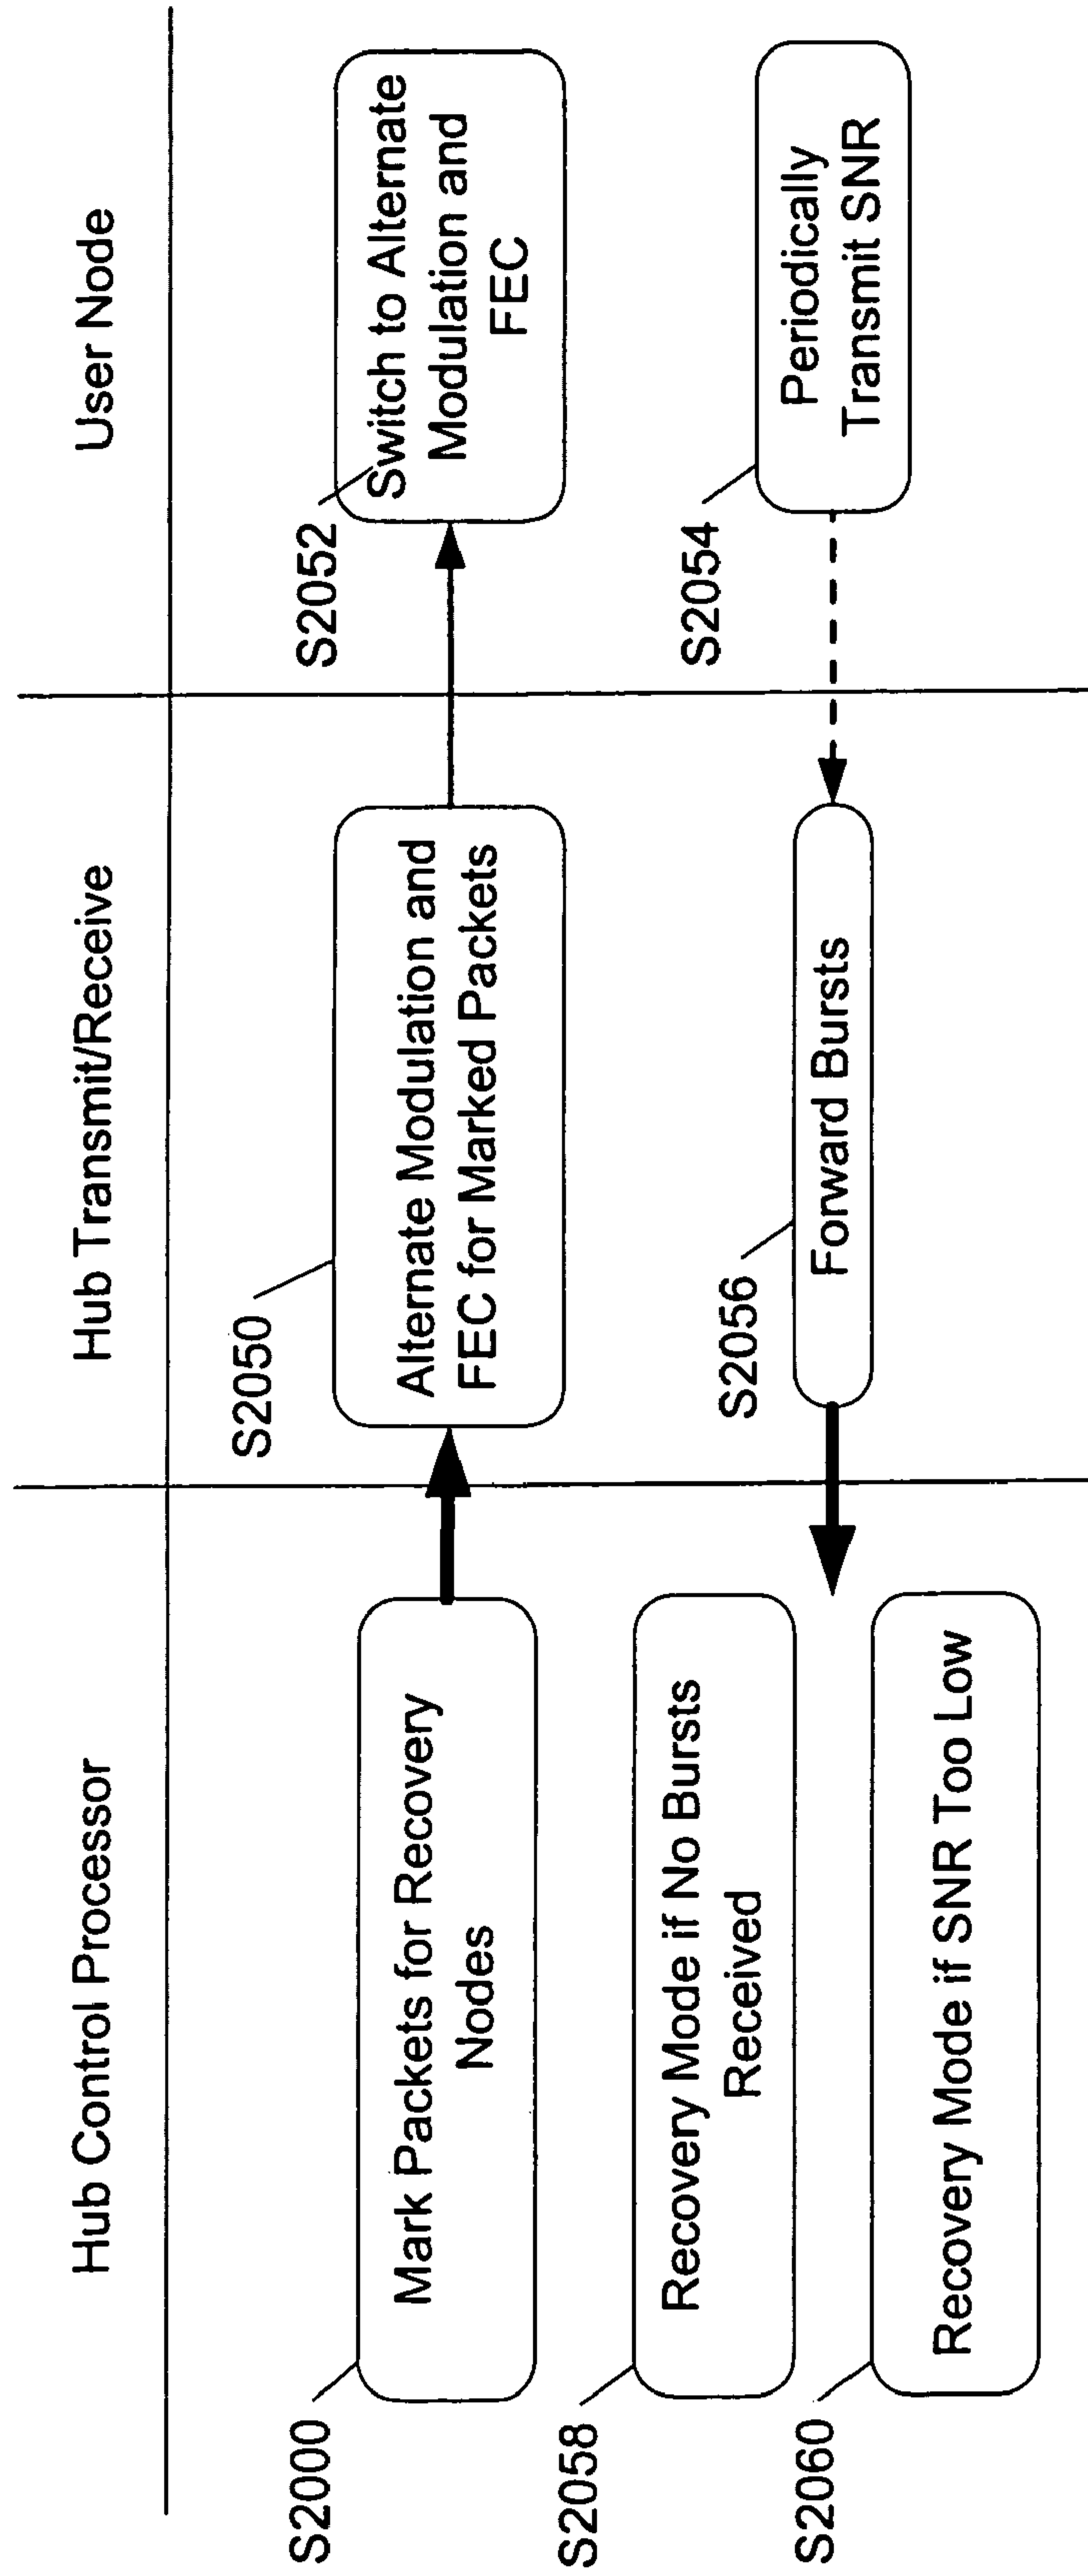 Hub Control Processor
Hub Transmit/Receive
User Node
S2000
Mark Packets for Recovery
Nodes
S2050
Alternate Modulation and
FEC for Marked Packets
S2052
Switch to Alternate
Modulation and
FEC
S2058
Recovery Mode if No Bursts
Received
S2056
Forward Bursts
S2054
Periodically
Transmit SNR
S2060
Recovery Mode if SNR Too Low